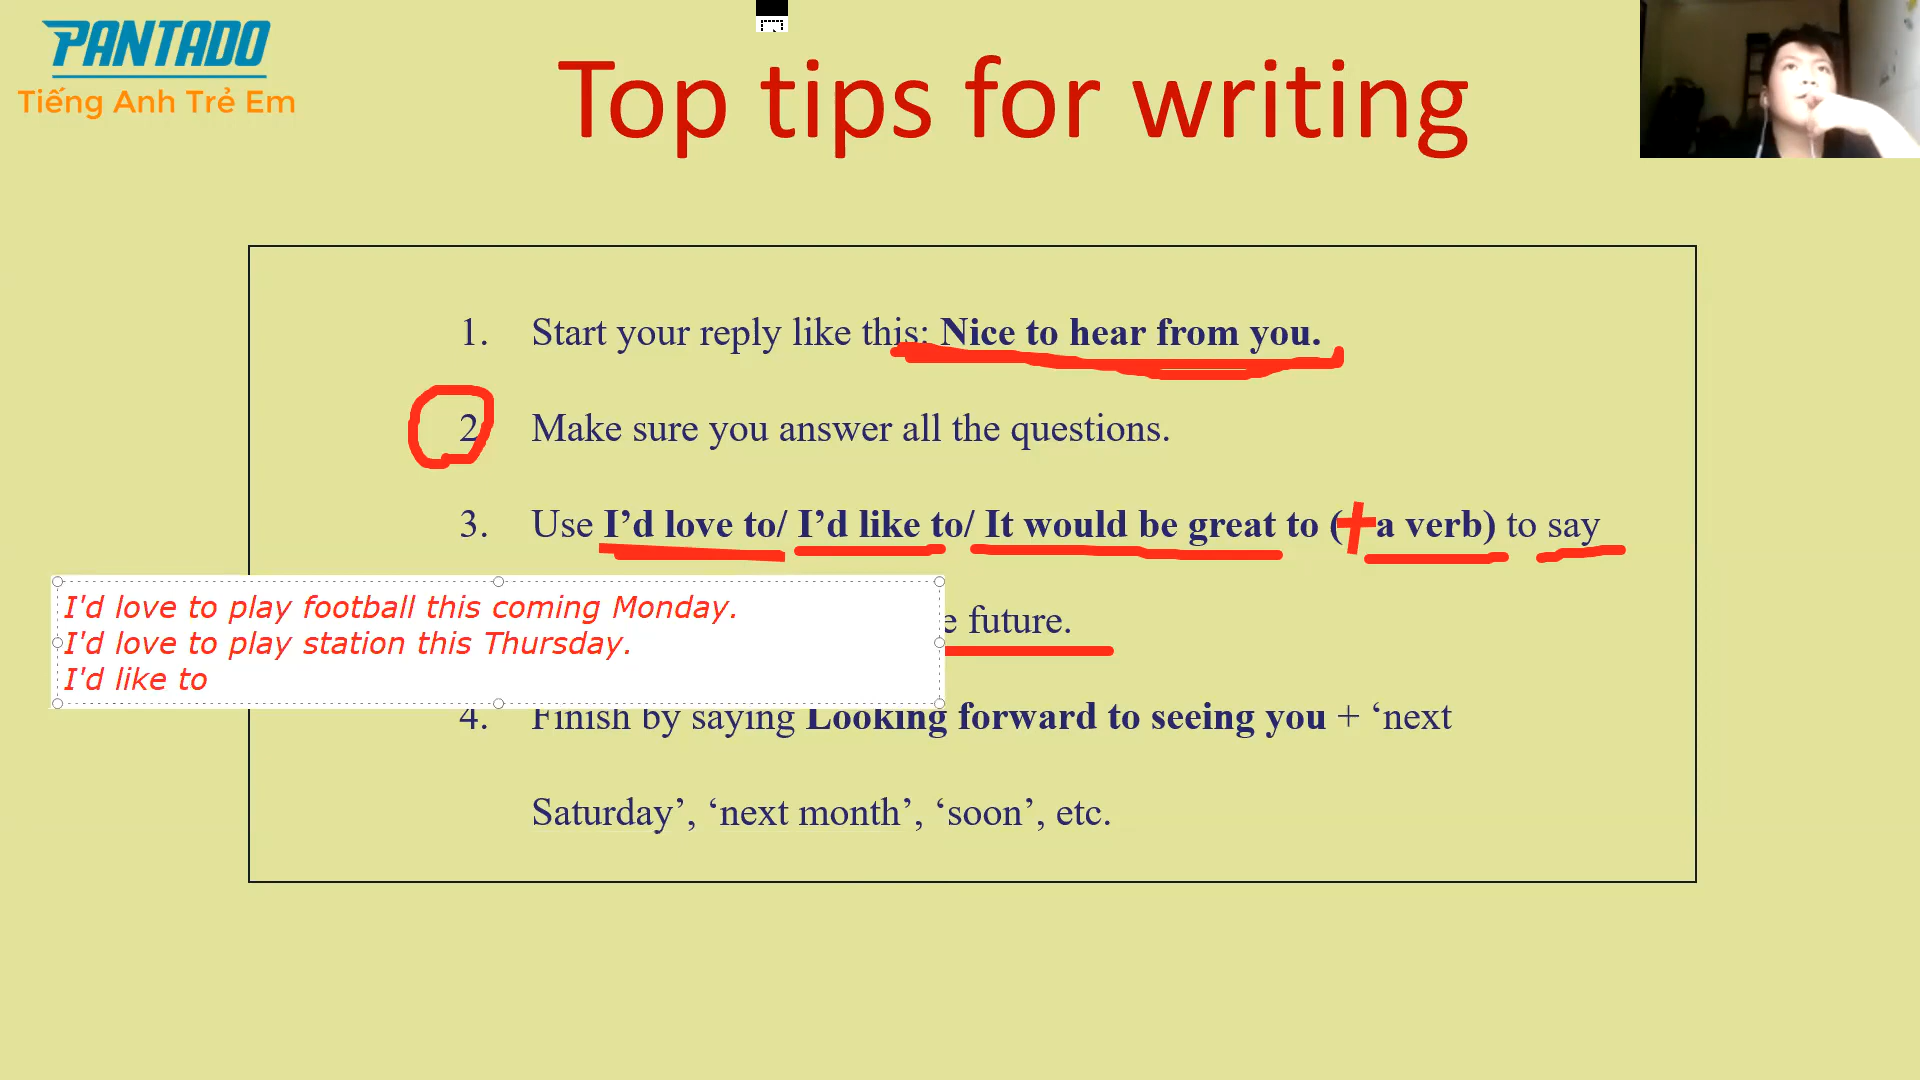 PANTADO
Tiếng Anh Trẻ Em
Top tips for writing
1. Start your reply like this: Nice to hear from you.
2 Make sure you answer all the questions.
3. Use I’d love to/ I’d like to/ It would be great to (+a verb) to say
I'd love to play football this coming Monday.
I'd love to play station this Thursday.
I'd like to
e future.
4. Finish by saying Looking forward to seeing you + ‘next
Saturday’, ‘next month’, ‘soon’, etc.